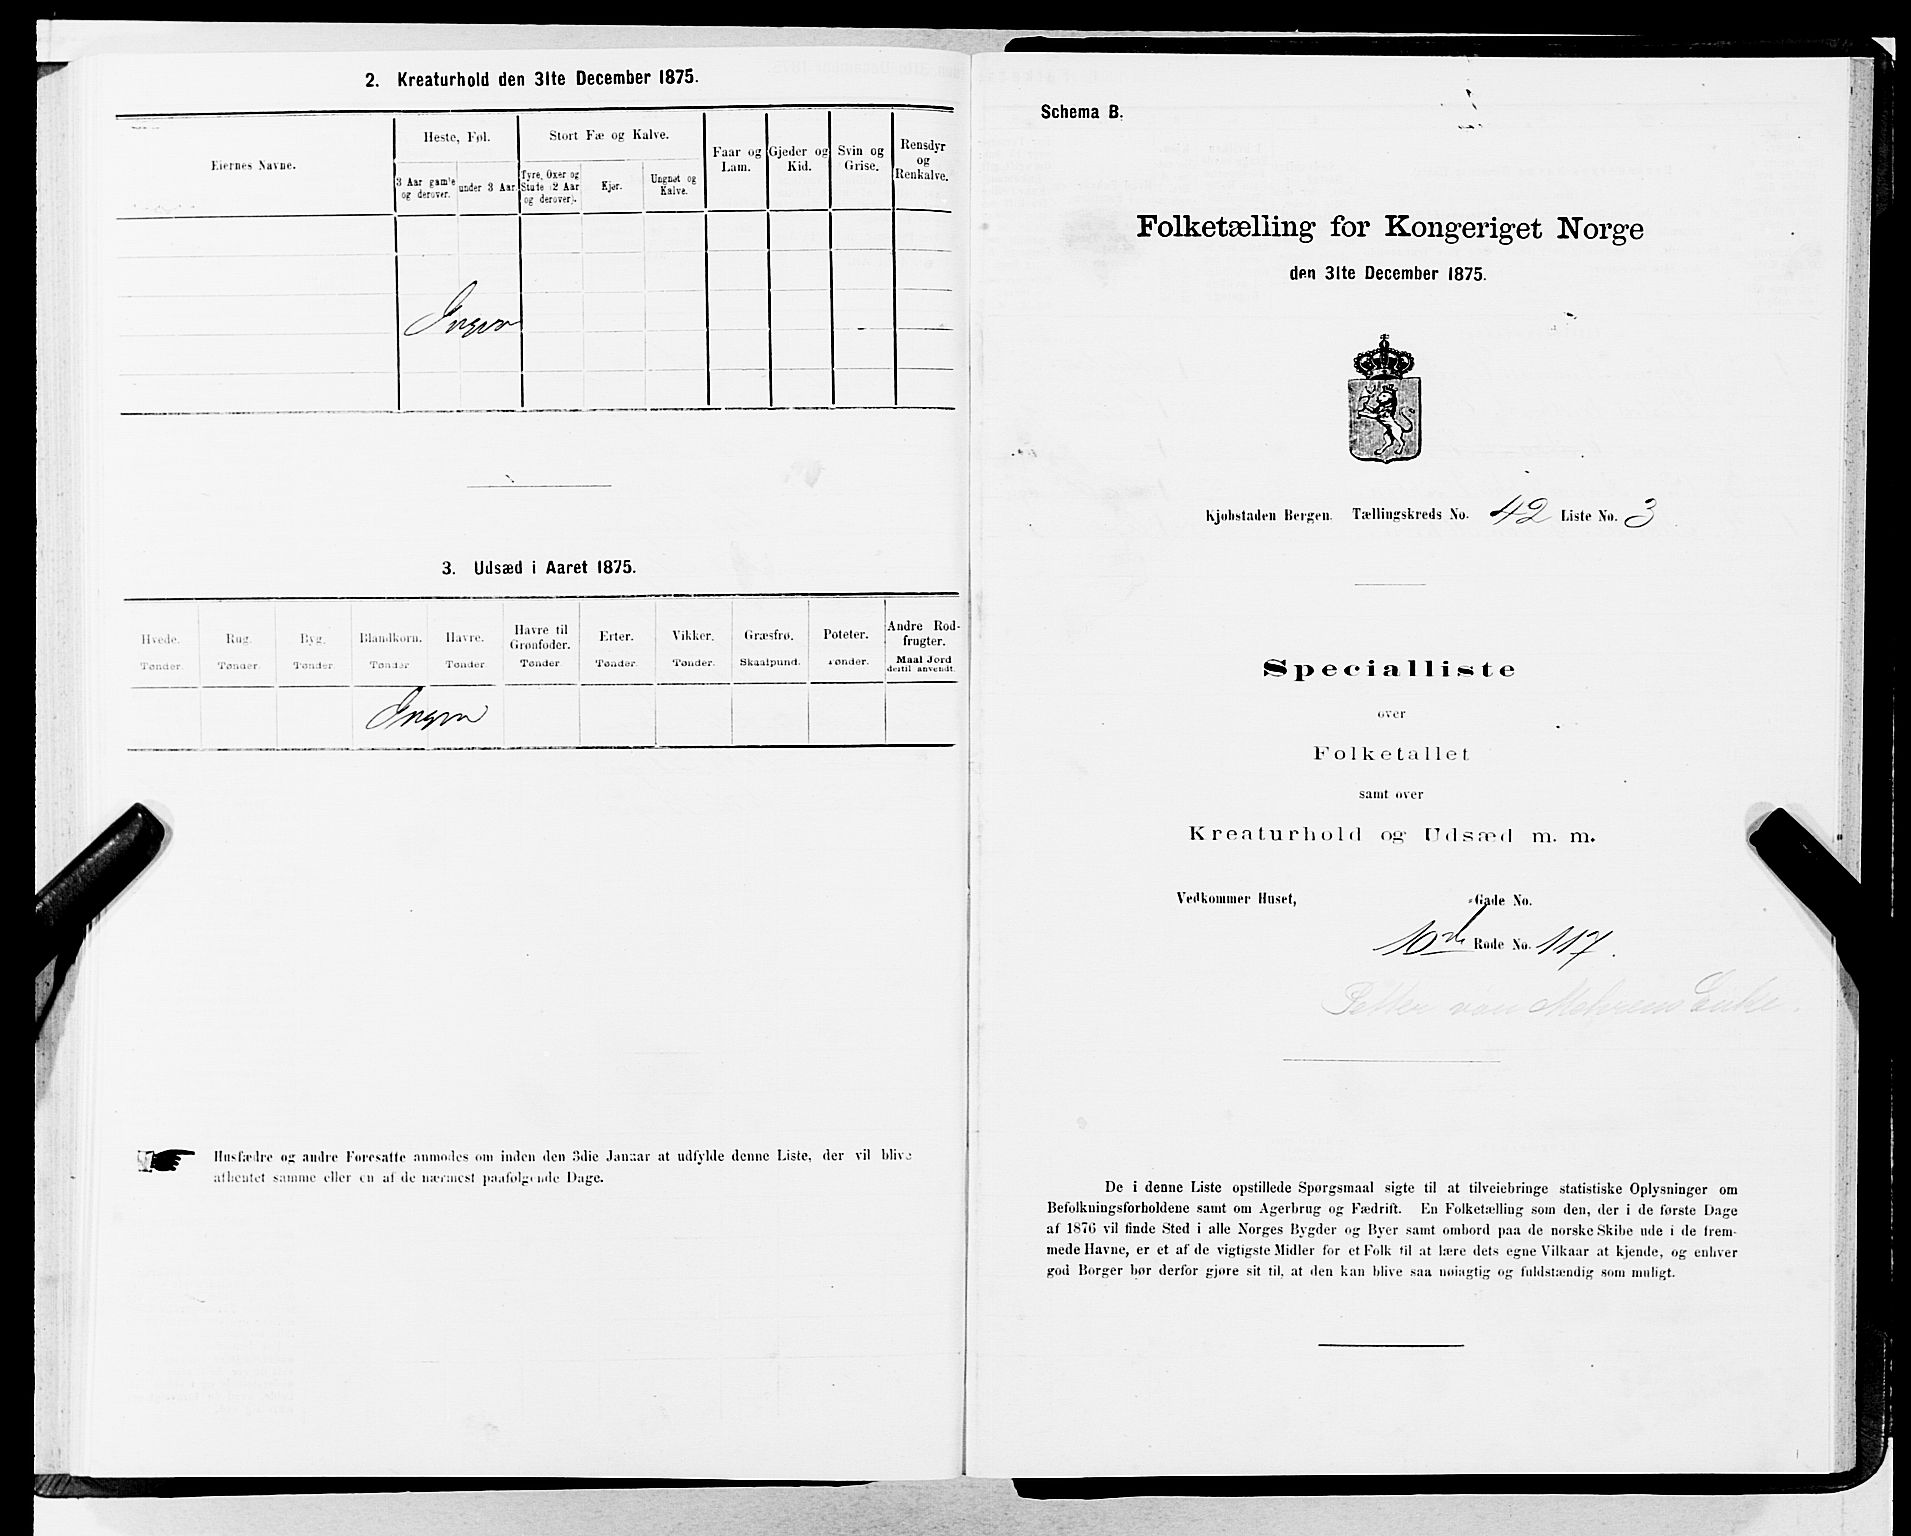 2. Kreaturhold den 31te December 1875.
Eiernes Navne.
Heste, Føl.
Stort Fæ og Kalve.
3 Aar gam'e og derover.
under 3 Aar.
Tyre, Oxer og Stude (2 Aar og derover).
Kjør.
Ungnøt og Kalve.
Faar og Lam.
Gjeder og Kid.
Svin og Grise.
Rensdyr og Renkalve.
Ingen
3. Udsæd i Aaret 1875.
Hvede. Rug. Byg. Blandkorn. Havre. Havre til Grønfoder. Erter. Vikker. Græsfrø. Poteter. Andre Rodfrugter.
Tønder. Tønder. Tønder Tønder Tønder Tønder Tønder. Tønder. Skaalpund. Tønder. Maal Jord dertil anvendt.
Ingen
Husfædre og andre Foresatte anmodes om inden den 3die Januar at udfylde denne Liste, der vil blive
afhentet samme eller en af de nærmest paafølgende Dage.
Schema B.
Folketælling for Kongeriget Norge
den 31te December 1875.
Kjøbstaden Bergen. Tællingskreds No. 42 Liste No. 3
Specialliste
over
Folketallet
samt over
Kreaturhold og Udsæd m. m.
Vedkommer Huset, -Gade No.
10de Rode No. 117.
Petter von Mehrens Enke.
De i denne Liste opstillede Spørgsmaal sigte til at tilveiebringe statistiske Oplysninger om
Befolkningsforholdene samt om Agerbrug og Fædrift. En Folketælling som den, der i de første Dage
af 1876 vil finde Sted i alle Norges Bygder og Byer samt ombord paa de norske Skibe ude i de frem-
mede Havne, er et af de vigtigste Midler for et Folk til at lære dets egne Vilkaar at kjende, og enhver
god Borger bør derfor gjøre sit til, at den kan blive saa nøiagtig og fuldstændig som muligt.